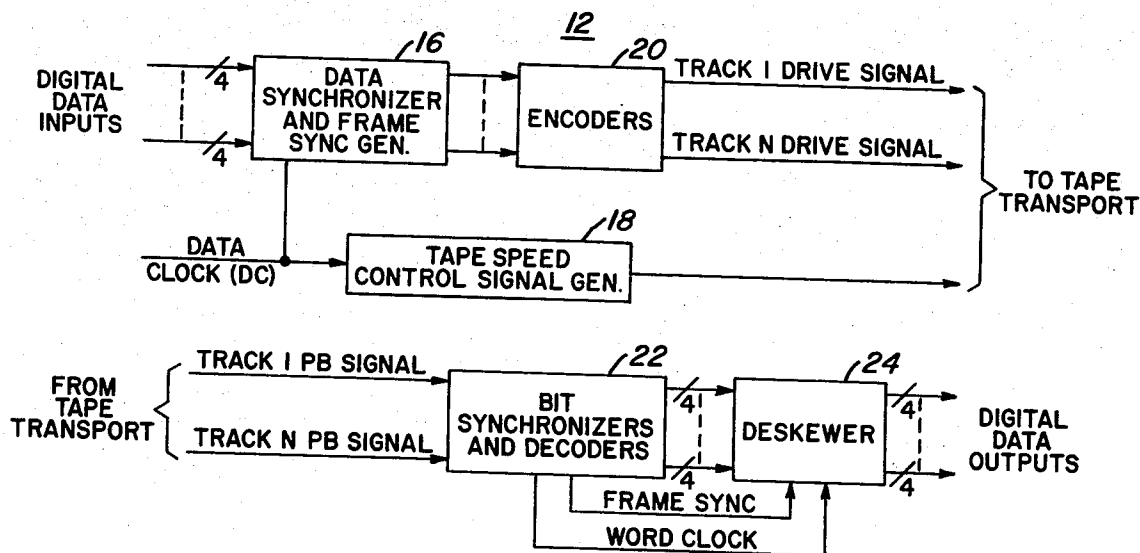 12
16
20
DIGITAL
DATA
INPUTS
4
4
DATA
SYNCHRONIZER
AND FRAME
SYNC GEN.
ENCODERS
TRACK 1 DRIVE SIGNAL
TRACK N DRIVE SIGNAL
TO TAPE
TRANSPORT
DATA
CLOCK (DC)
18
TAPE SPEED
CONTROL SIGNAL GEN.
FROM
TAPE
TRANSPORT
TRACK 1 PB SIGNAL
TRACK N PB SIGNAL
22
BIT
SYNCHRONIZERS
AND DECODERS
4
4
24
DESKEWER
4
4
DIGITAL
DATA
OUTPUTS
FRAME SYNC
WORD CLOCK